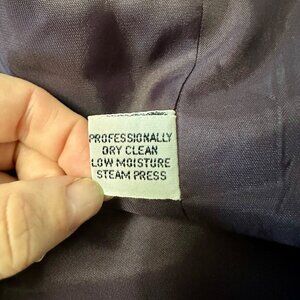 PROFESSIONALLY
DRY CLEAN
LOW MOISTURE
STEAM PRESS